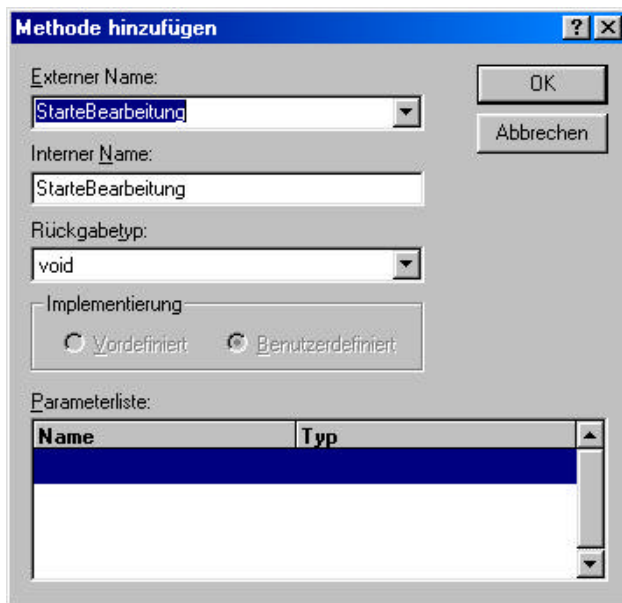 Methode hinzufügen
Externer Name:
OK
StarteBearbeitung
Abbrechen
Interner Name:
StarteBearbeitung
Rückgabetyp:
void
Implementierung
Vordefiniert Benutzerdefiniert
Parameterliste:
Name Typ